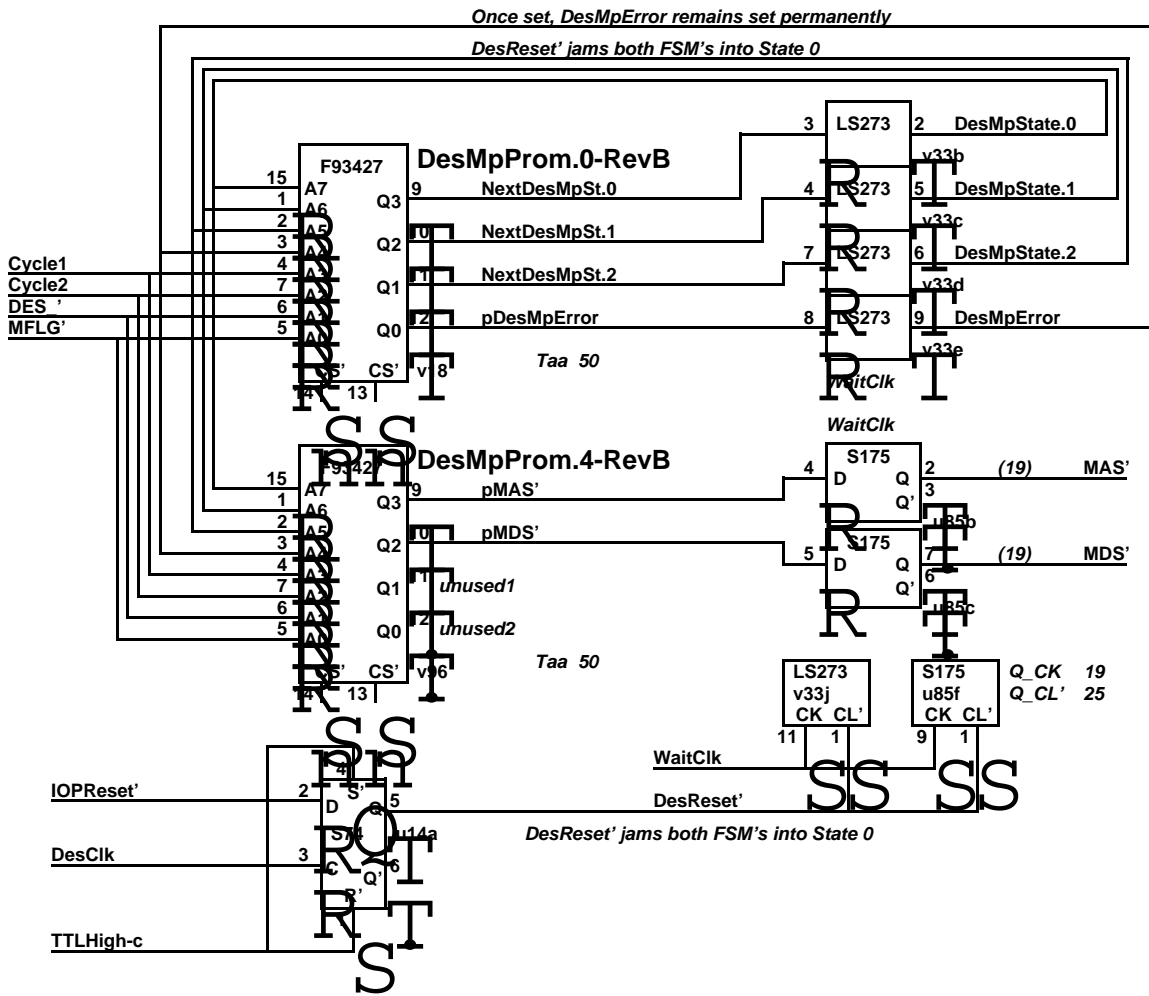 Once set, DesMpError remains set permanently
DesReset' jams both FSM's into State 0
3 LS273 2 DesMpState.0
v33b
F93427 DesMpProm.0-RevB
15 A7 Q3 9 NextDesMpSt.0
4 LS273 5 DesMpState.1
1 A6
v33c
2 A5 Q2 10 NextDesMpSt.1
3 A4
7 LS273 6 DesMpState.2
Cycle1 4 A3
Q1 11 NextDesMpSt.2
v33d
Cycle2 7 A2
DES_' 6 A1
Q0 12 pDesMpError 8 LS273 9 DesMpError
MFLG' 5 A0
v33e
CS' CS' v18 Taa 50
14 13 WaitClk
WaitClk
F93427 DesMpProm.4-RevB
S175
15 A7 Q3 9 pMAS' 4 D Q 2 (19) MAS'
1 A6 Q' 3
u85b
2 A5 Q2 10 pMDS'
S175
3 A4
5 D Q 7 (19) MDS'
4 A3 Q1 11 unused1
Q' 6
7 A2
u85c
6 A1 Q0 12 unused2
5 A0
CS' CS' v96 Taa 50
14 13
LS273 S175 Q_CK 19
v33j u85f Q_CL' 25
CK CL' CK CL'
11 1 9 1
WaitClk
4 S'
IOPReset' 2 D Q 5 DesReset'
S74 u14a DesReset' jams both FSM's into State 0
DesClk 3 C Q' 6
R'
TTLHigh-c